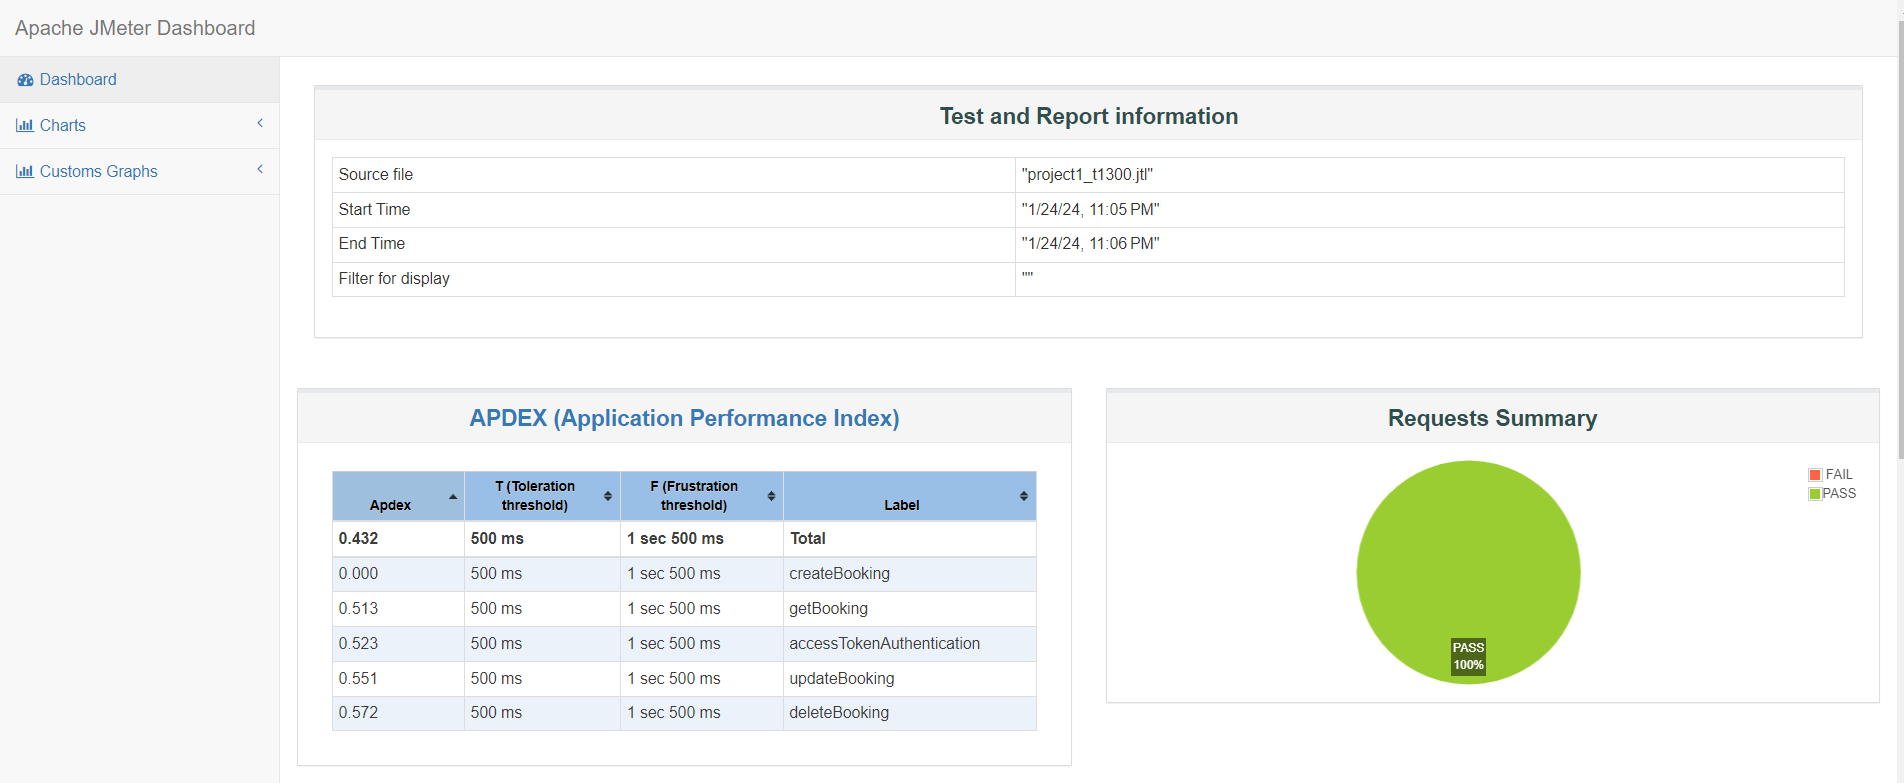 Apache JMeter Dashboard
Dashboard
Charts
Customs Graphs
Test and Report information
Source file "project1_t1300.jtl"
Start Time "1/24/24, 11:05 PM"
End Time "1/24/24, 11:06 PM"
Filter for display ""
APDEX (Application Performance Index)
Apdex T (Toleration threshold) F (Frustration threshold) Label
0.432 500 ms 1 sec 500 ms Total
0.000 500 ms 1 sec 500 ms createBooking
0.513 500 ms 1 sec 500 ms getBooking
0.523 500 ms 1 sec 500 ms accessTokenAuthentication
0.551 500 ms 1 sec 500 ms updateBooking
0.572 500 ms 1 sec 500 ms deleteBooking
Requests Summary
FAIL
PASS
PASS
100%